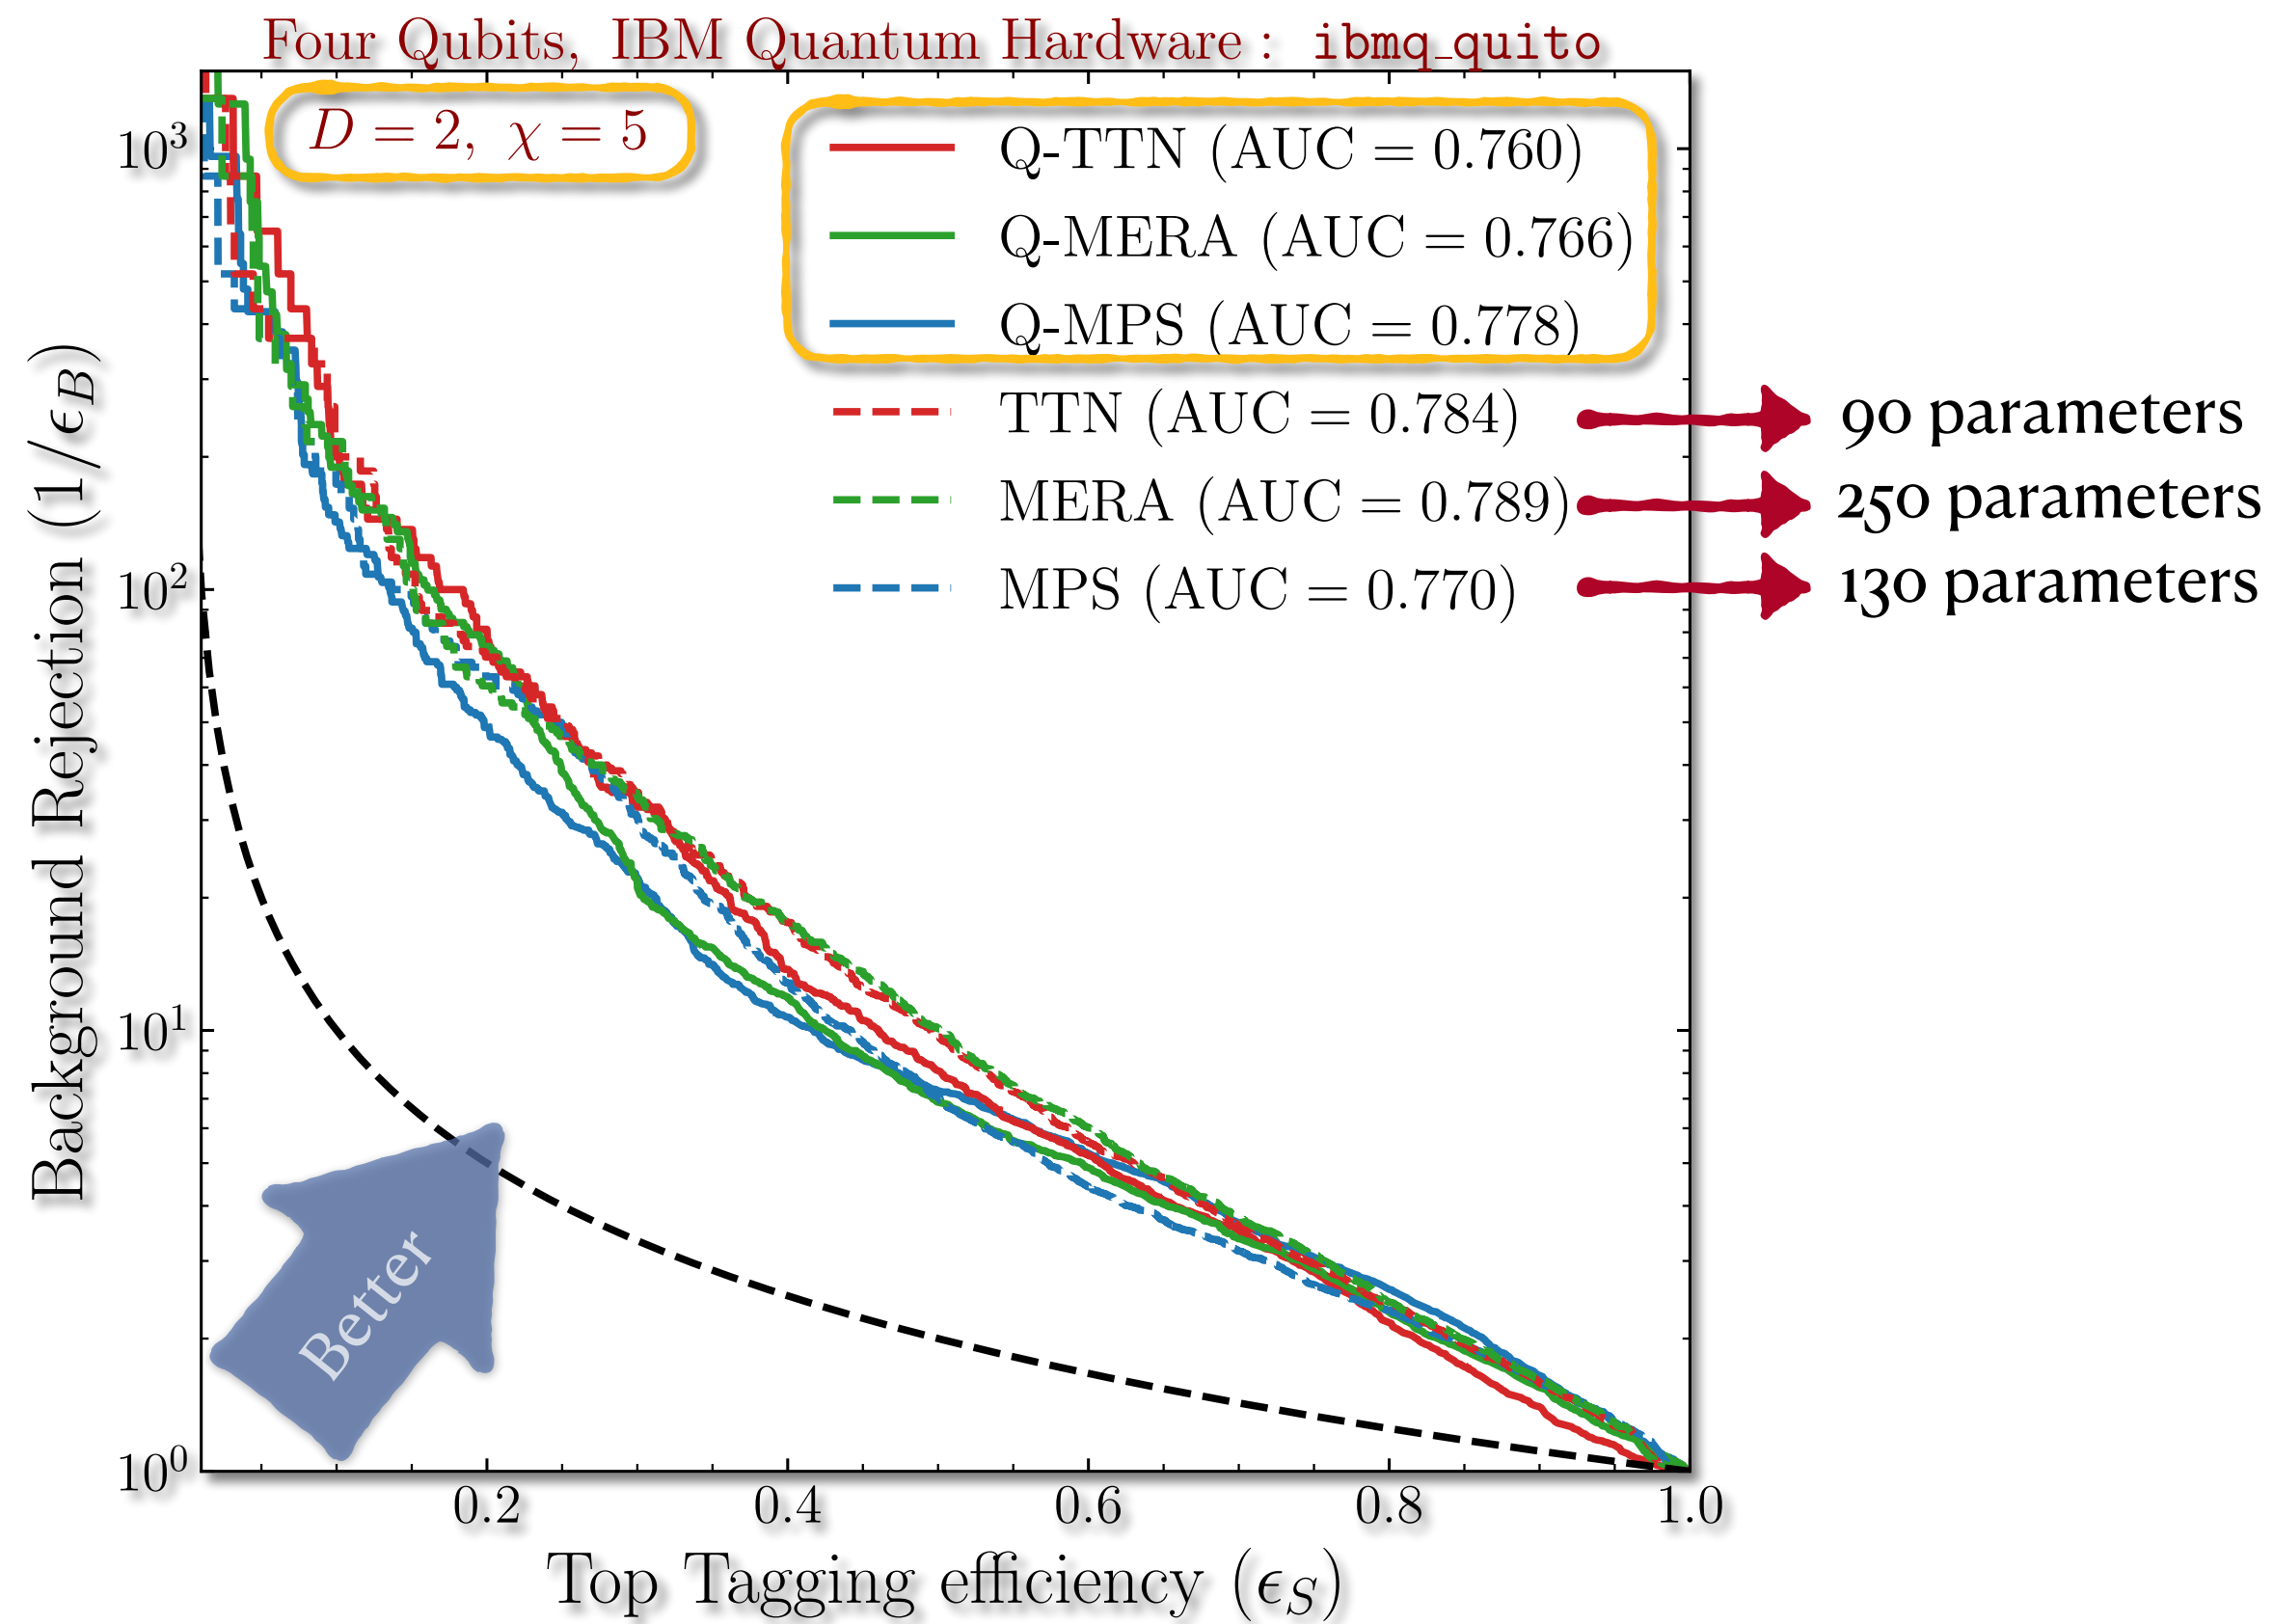 Four Qubits, IBM Quantum Hardware : ibmq_quito
D = 2, χ = 5
Q-TTN (AUC = 0.760)
Q-MERA (AUC = 0.766)
Q-MPS (AUC = 0.778)
TTN (AUC = 0.784) 90 parameters
MERA (AUC = 0.789) 250 parameters
MPS (AUC = 0.770) 130 parameters
Background Rejection (1/ϵ_B)
10³
10²
10¹
10⁰
Better
0.2 0.4 0.6 0.8 1.0
Top Tagging efficiency (ϵ_S)